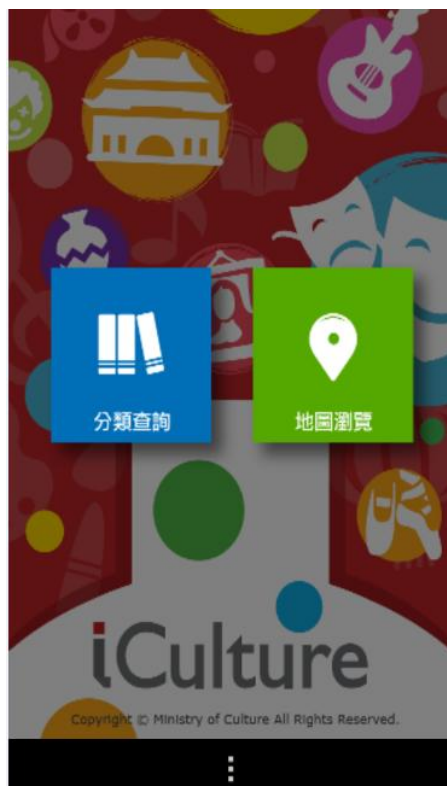 分類查詢
地圖瀏覽
iCulture
Copyright © Ministry of Culture All Rights Reserved.